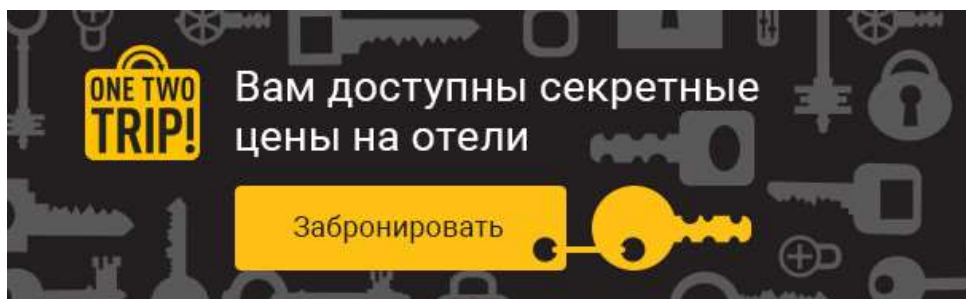 ONE TWO
TRIP!
Вам доступны секретные
цены на отели
Забронировать